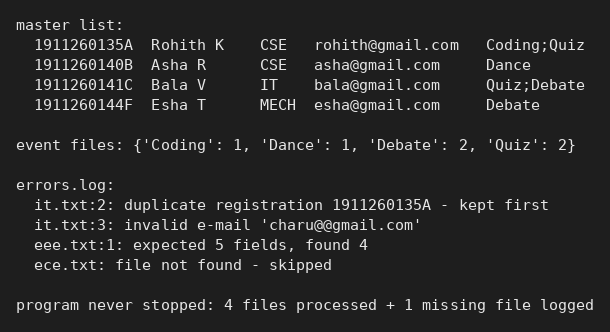 master list:
  1911260135A  Rohith K    CSE   rohith@gmail.com   Coding;Quiz
  1911260140B  Asha R      CSE   asha@gmail.com     Dance
  1911260141C  Bala V      IT    bala@gmail.com     Quiz;Debate
  1911260144F  Esha T      MECH  esha@gmail.com     Debate

event files: {'Coding': 1, 'Dance': 1, 'Debate': 2, 'Quiz': 2}

errors.log:
  it.txt:2: duplicate registration 1911260135A - kept first
  it.txt:3: invalid e-mail 'charu@@gmail.com'
  eee.txt:1: expected 5 fields, found 4
  ece.txt: file not found - skipped

program never stopped: 4 files processed + 1 missing file logged